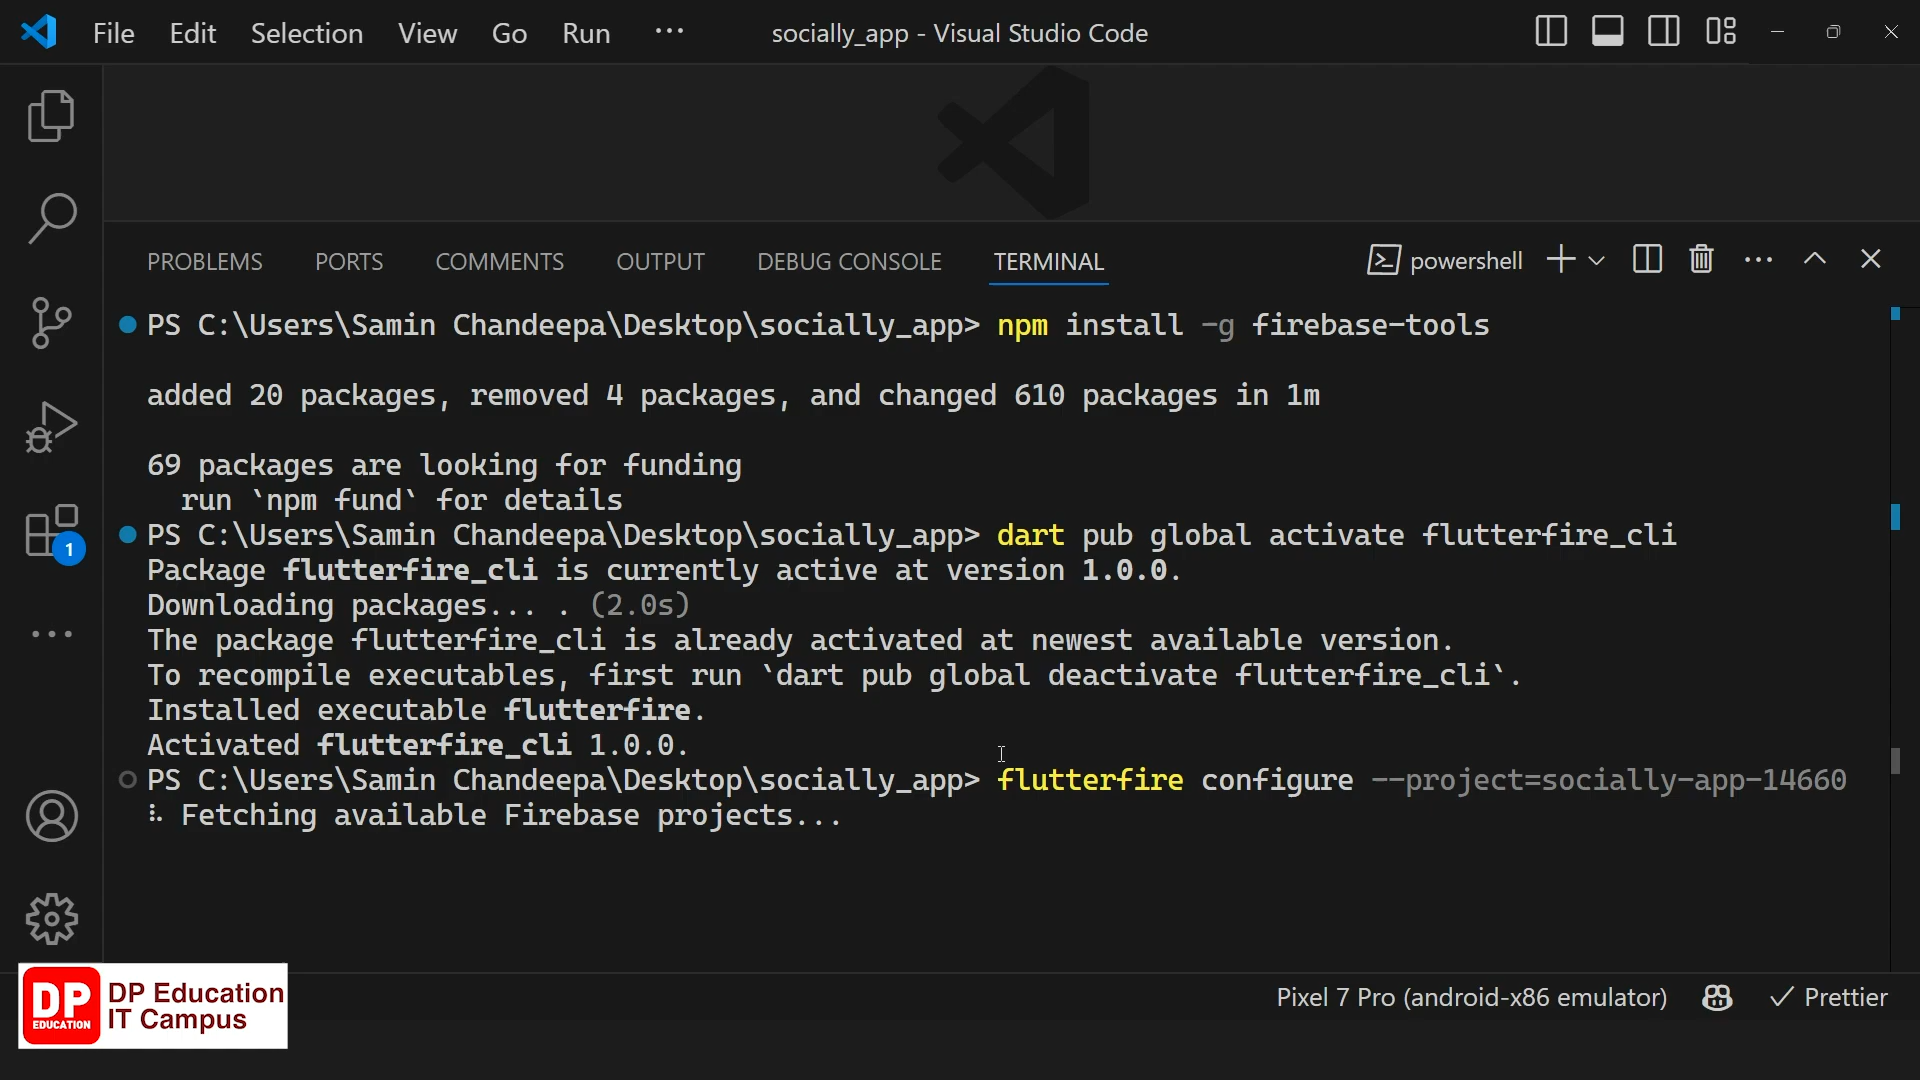 File Edit Selection View Go Run ··· socially_app - Visual Studio Code
PROBLEMS PORTS COMMENTS OUTPUT DEBUG CONSOLE TERMINAL powershell
PS C:\Users\Samin Chandeepa\Desktop\socially_app> npm install -g firebase-tools
added 20 packages, removed 4 packages, and changed 610 packages in 1m
69 packages are looking for funding
run `npm fund` for details
PS C:\Users\Samin Chandeepa\Desktop\socially_app> dart pub global activate flutterfire_cli
Package flutterfire_cli is currently active at version 1.0.0.
Downloading packages... . (2.0s)
The package flutterfire_cli is already activated at newest available version.
To recompile executables, first run `dart pub global deactivate flutterfire_cli`.
Installed executable flutterfire.
Activated flutterfire_cli 1.0.0.
PS C:\Users\Samin Chandeepa\Desktop\socially_app> flutterfire configure --project=socially-app-14660
⠧ Fetching available Firebase projects...
1
DP EDUCATION
DP Education
IT Campus
Pixel 7 Pro (android-x86 emulator) Prettier